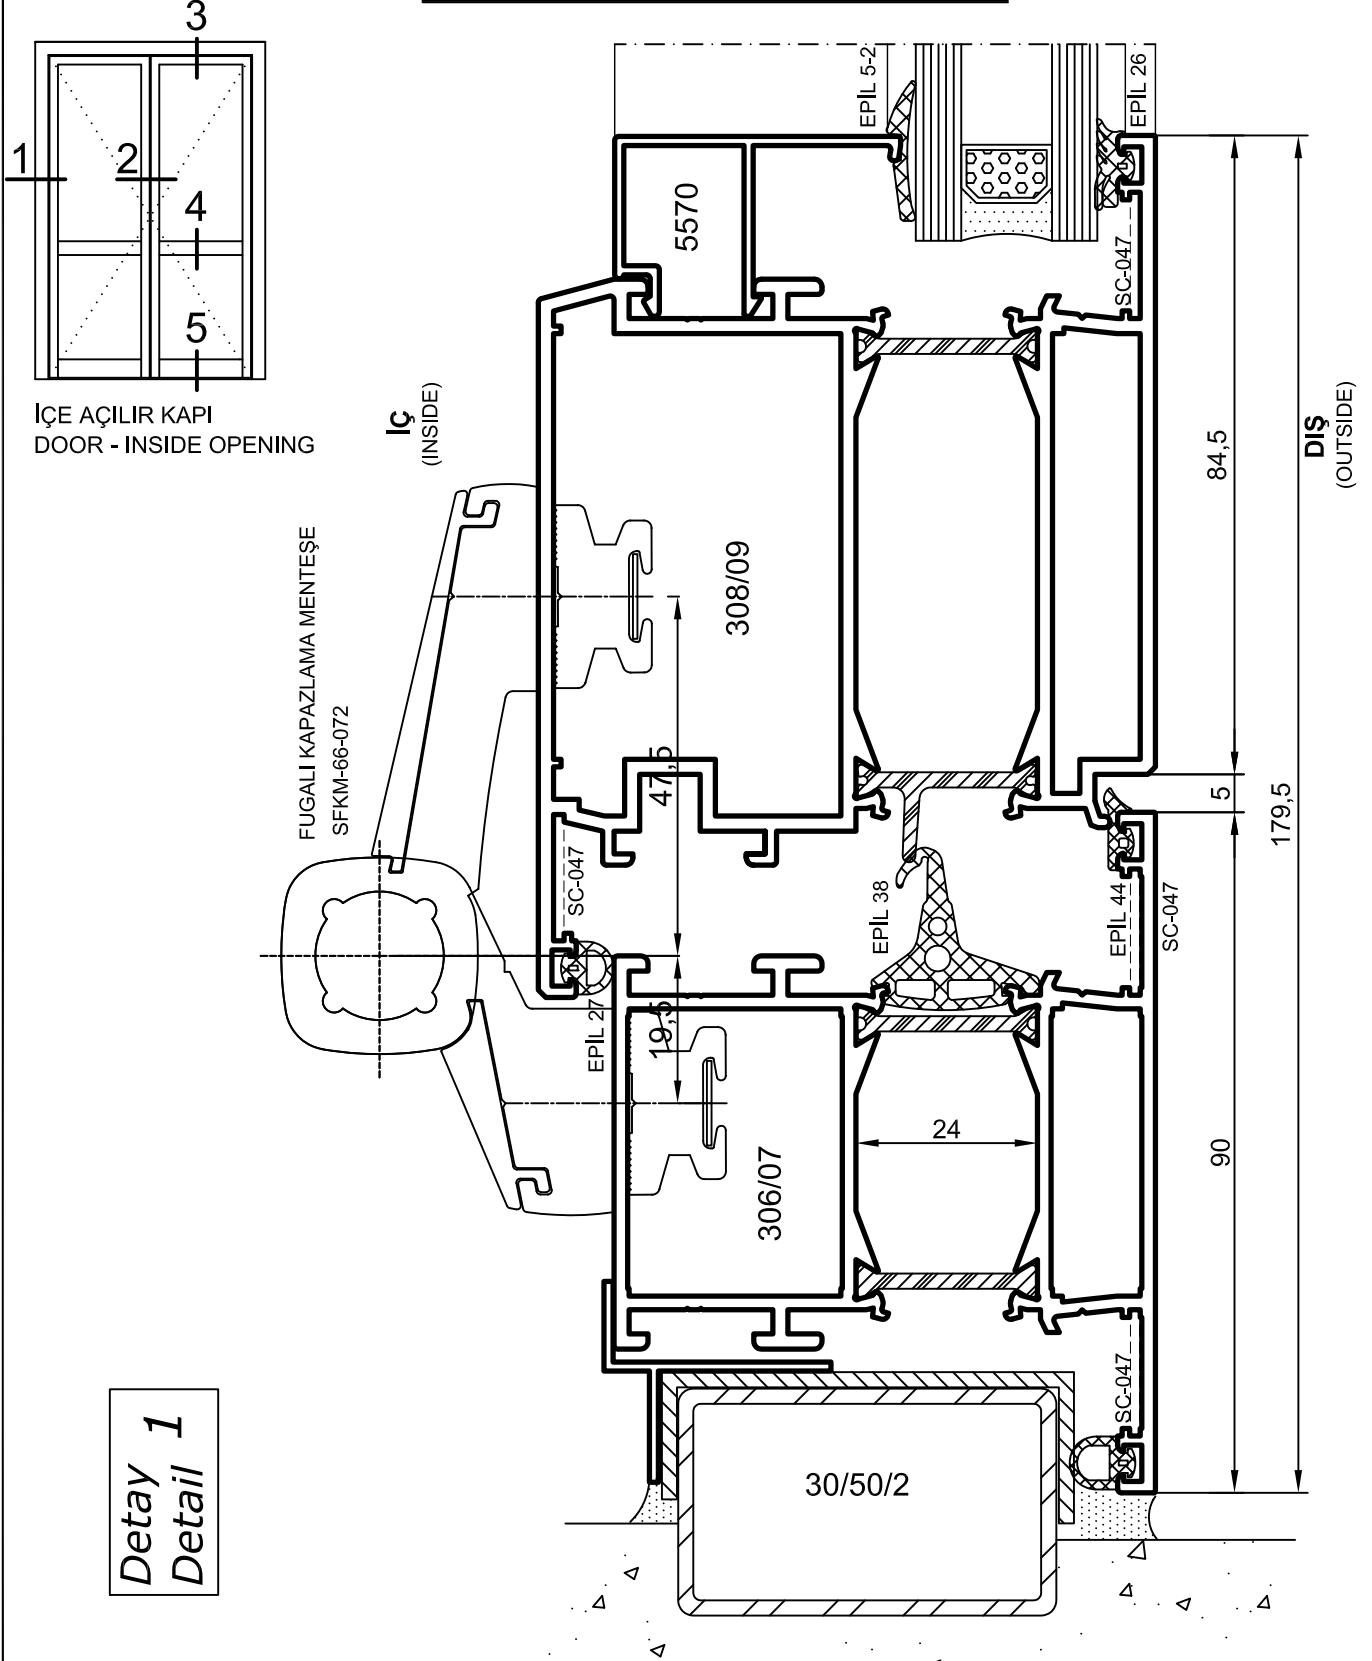 3
1
2
4
5
İÇE AÇILIR KAPI
DOOR - INSIDE OPENING
İÇ
(INSIDE)
DIŞ
(OUTSIDE)
EPİL 5-2
EPİL 26
5570
SC-047
308/09
84,5
FUGALI KAPAZLAMA MENTEŞE
SFKM-66-072
47,5
5
179,5
SC-047
EPİL 38
EPİL 44
SC-047
EPİL 27
19,5
24
306/07
90
SC-047
30/50/2
Detay 1
Detail